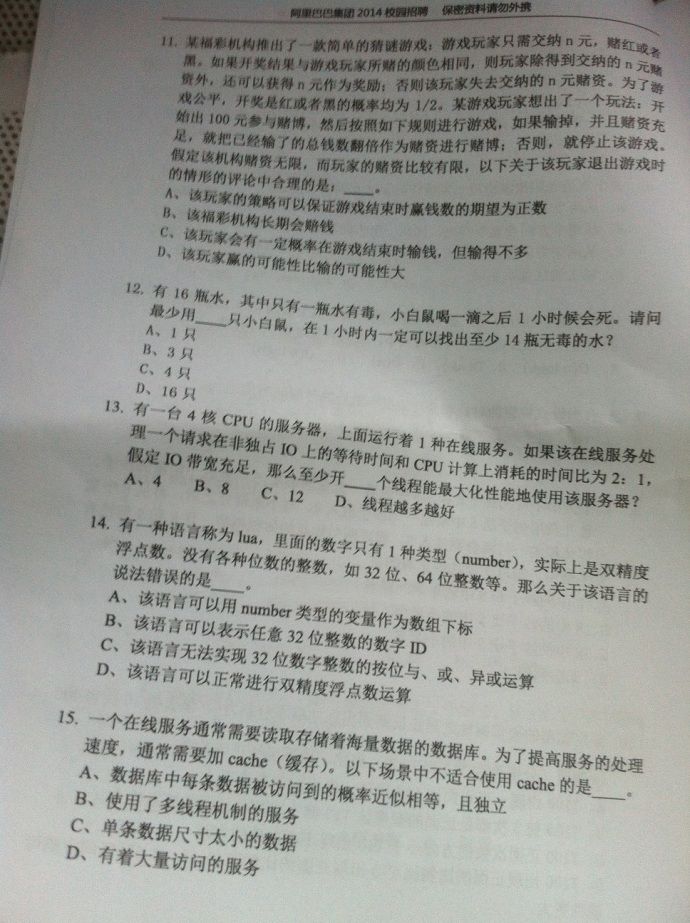 阿里巴巴集团 2014 校园招聘 保密资料请勿外携
11. 某福彩机构推出了一款简单的猜谜游戏：游戏玩家只需交纳 n 元，赌红或者
黑。如果开奖结果与游戏玩家所赌的颜色相同，则玩家除得到交纳的 n 元赌
资外，还可以获得 n 元作为奖励；否则该玩家失去交纳的 n 元赌资。为了游
戏公平，开奖是红或者黑的概率均为 1/2。某游戏玩家想出了一个玩法：开
始出 100 元参与赌博，然后按照如下规则进行游戏，如果输掉，并且赌资充
足，就把已经输了的总钱数翻倍作为赌资进行赌博；否则，就停止该游戏。
假定该机构赌资无限，而玩家的赌资比较有限，以下关于该玩家退出游戏时
的情形的评论中合理的是：____。
A、该玩家的策略可以保证游戏结束时赢钱数的期望为正数
B、该福彩机构长期会赔钱
C、该玩家会有一定概率在游戏结束时输钱，但输得不多
D、该玩家赢的可能性比输的可能性大
12. 有 16 瓶水，其中只有一瓶水有毒，小白鼠喝一滴之后 1 小时候会死。请问
最少用____只小白鼠，在 1 小时内一定可以找出至少 14 瓶无毒的水？
A、1 只
B、3 只
C、4 只
D、16 只
13. 有一台 4 核 CPU 的服务器，上面运行着 1 种在线服务。如果该在线服务处
理一个请求在非独占 IO 上的等待时间和 CPU 计算上消耗的时间比为 2：1，
假定 IO 带宽充足，那么至少开____个线程能最大化性能地使用该服务器？
A、4 B、8 C、12 D、线程越多越好
14. 有一种语言称为 lua，里面的数字只有 1 种类型（number），实际上是双精度
浮点数。没有各种位数的整数，如 32 位、64 位整数等。那么关于该语言的
说法错误的是____。
A、该语言可以用 number 类型的变量作为数组下标
B、该语言可以表示任意 32 位整数的数字 ID
C、该语言无法实现 32 位数字整数的按位与、或、异或运算
D、该语言可以正常进行双精度浮点数运算
15. 一个在线服务通常需要读取存储着海量数据的数据库。为了提高服务的处理
速度，通常需要加 cache（缓存）。以下场景中不适合使用 cache 的是____。
A、数据库中每条数据被访问到的概率近似相等，且独立
B、使用了多线程机制的服务
C、单条数据尺寸太小的数据
D、有着大量访问的服务